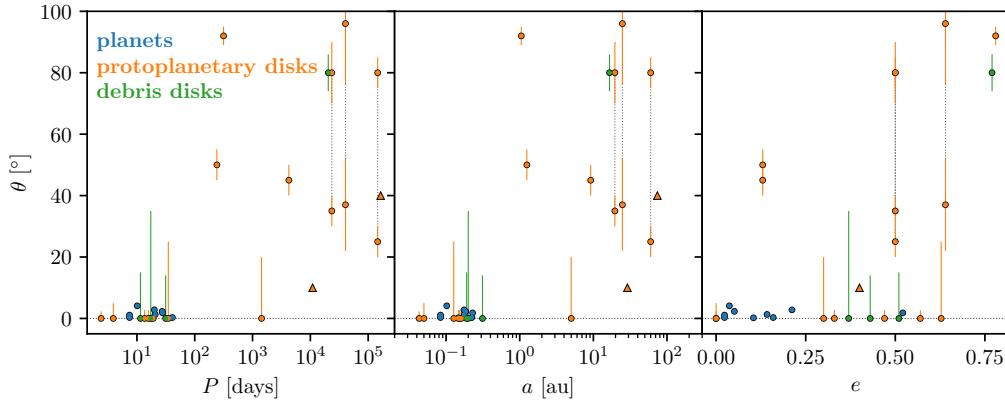 100
80
60
40
20
0
θ [°]
planets
protoplanetary disks
debris disks
10¹ 10² 10³ 10⁴ 10⁵
P [days]
10⁻¹ 10⁰ 10¹ 10²
a [au]
0.00 0.25 0.50 0.75
e